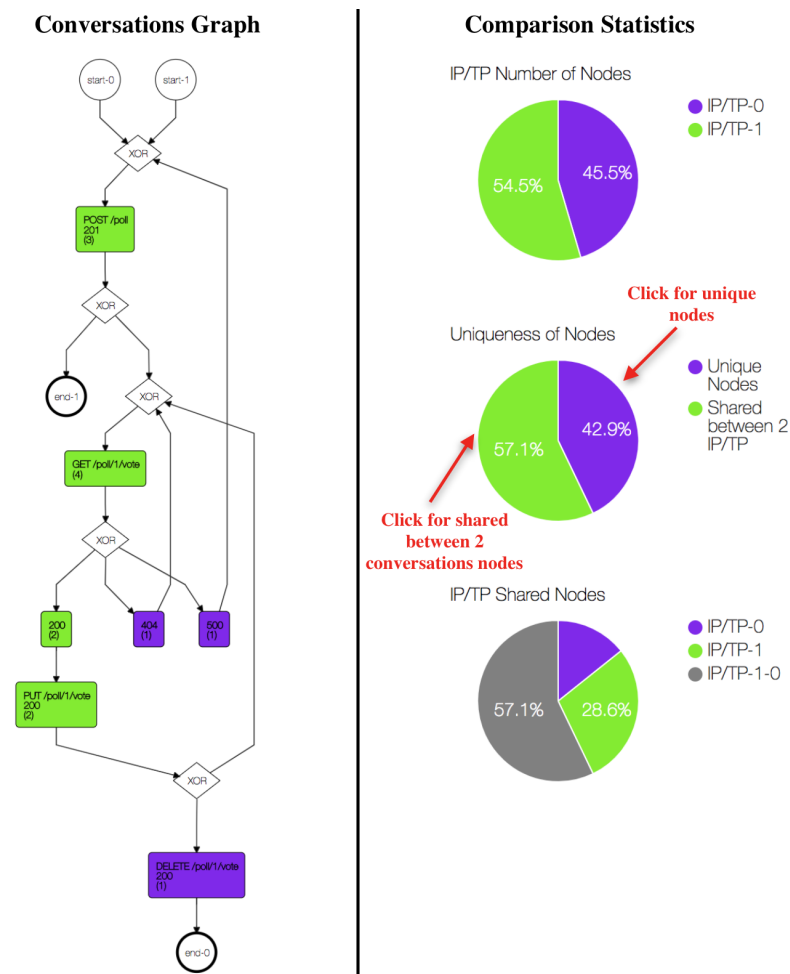 Conversations Graph
start-0
start-1
XOR
POST /poll
201
(3)
XOR
end-1
XOR
GET /poll/1/vote
(4)
XOR
200
(2)
404
(1)
500
(1)
PUT /poll/1/vote
200
(2)
XOR
DELETE /poll/1/vote
200
(1)
end-0
Comparison Statistics
IP/TP Number of Nodes
54.5%
45.5%
IP/TP-0
IP/TP-1
Click for unique
nodes
Uniqueness of Nodes
57.1%
42.9%
Unique
Nodes
Shared
between 2
IP/TP
Click for shared
between 2
conversations nodes
IP/TP Shared Nodes
57.1%
28.6%
IP/TP-0
IP/TP-1
IP/TP-1-0